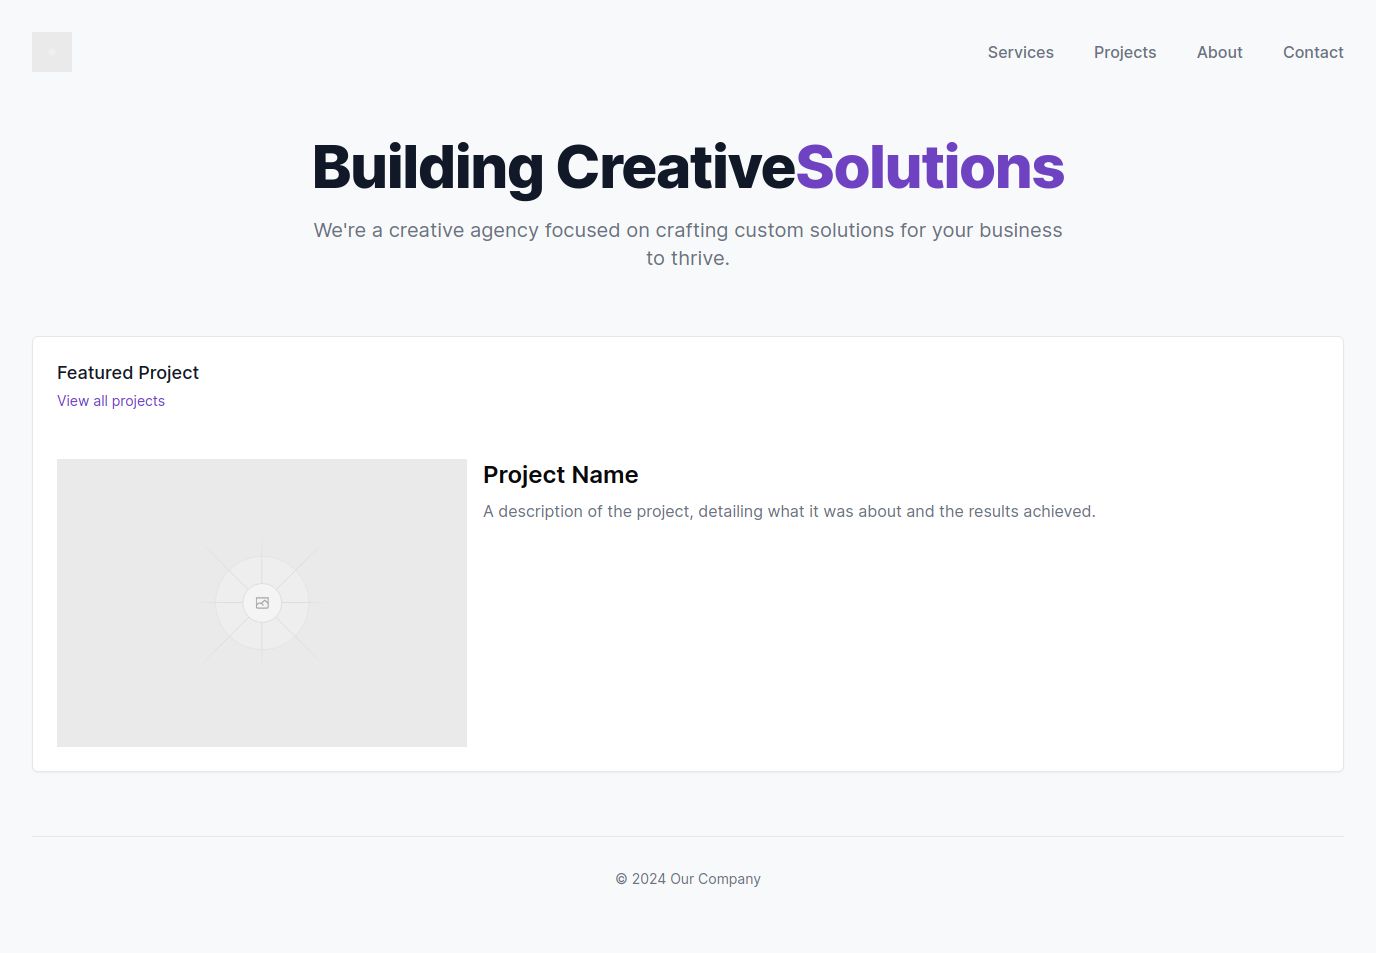 Services Projects About Contact
Building CreativeSolutions
We're a creative agency focused on crafting custom solutions for your business
to thrive.
Featured Project
View all projects
Project Name
A description of the project, detailing what it was about and the results achieved.
© 2024 Our Company